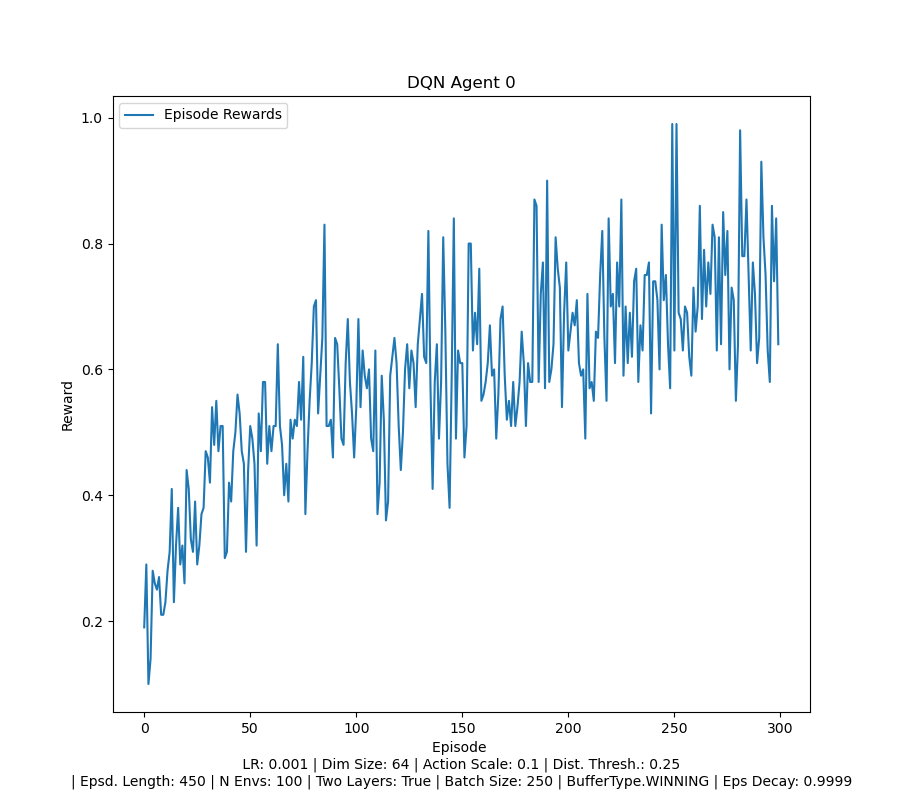 DQN Agent 0
Episode Rewards
1.0
0.8
0.6
0.4
0.2
Reward
0 50 100 150 200 250 300
Episode
LR: 0.001 | Dim Size: 64 | Action Scale: 0.1 | Dist. Thresh.: 0.25
| Epsd. Length: 450 | N Envs: 100 | Two Layers: True | Batch Size: 250 | BufferType.WINNING | Eps Decay: 0.9999